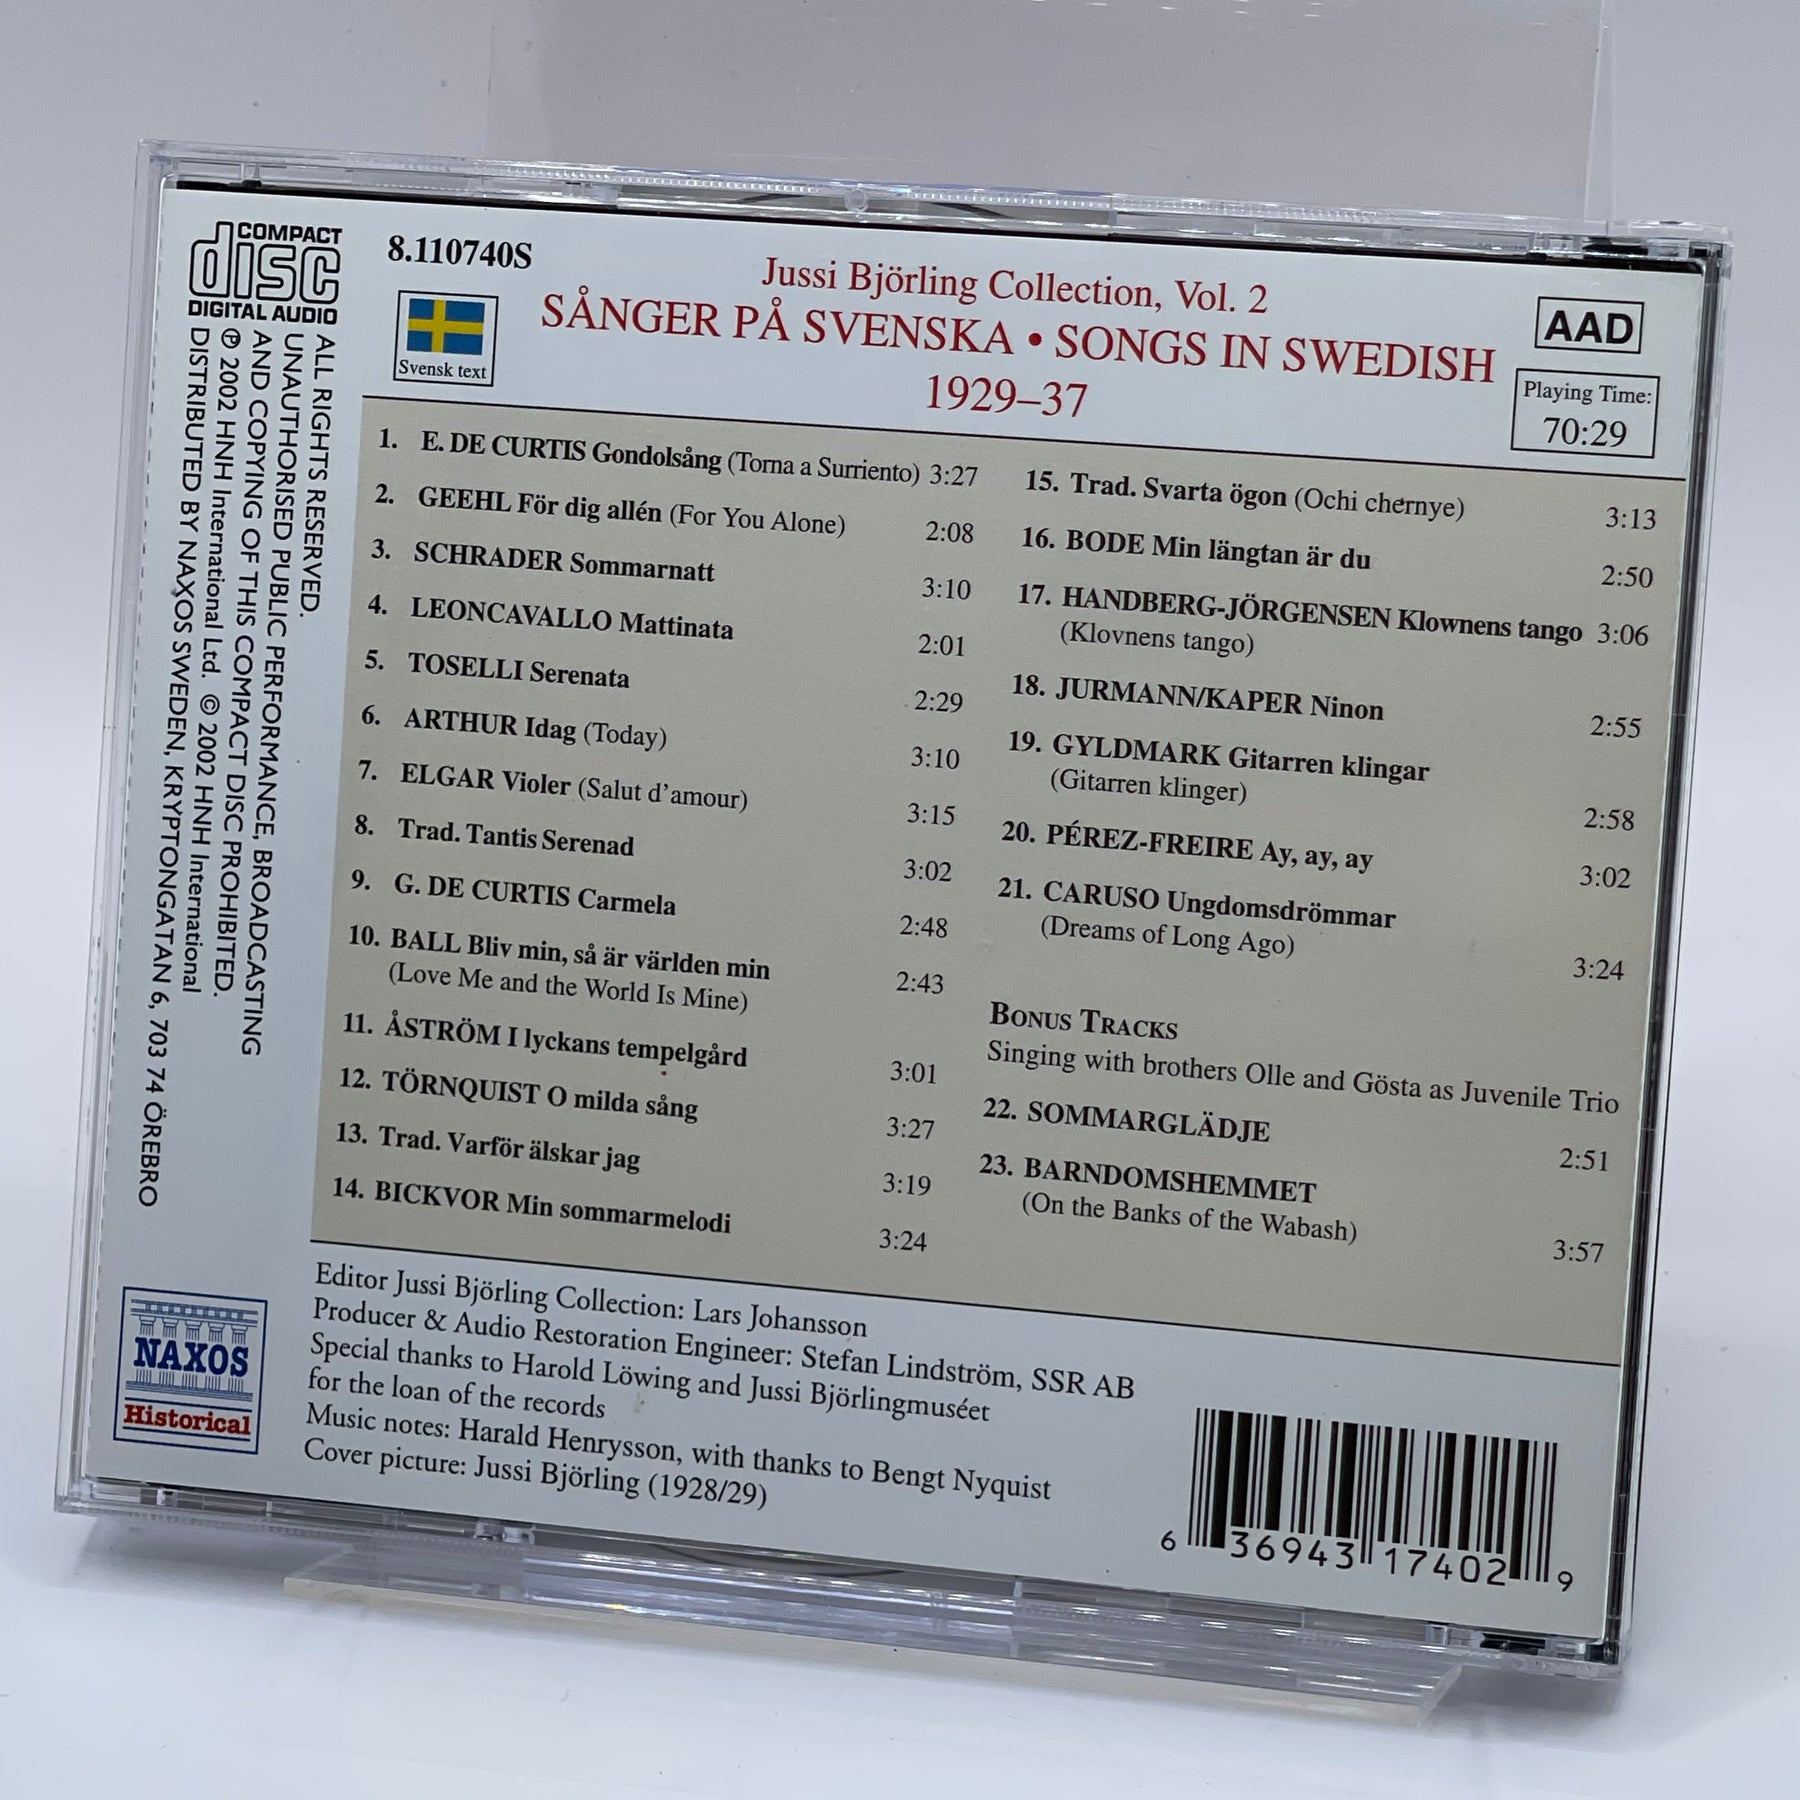 COMPACT
disc
DIGITAL AUDIO
8.110740S
Svensk text
Jussi Björling Collection, Vol. 2
SÅNGER PÅ SVENSKA • SONGS IN SWEDISH
1929–37
AAD
Playing Time:
70:29
ALL RIGHTS RESERVED.
UNAUTHORISED PUBLIC PERFORMANCE, BROADCASTING
AND COPYING OF THIS COMPACT DISC PROHIBITED.
℗ 2002 HNH International Ltd. © 2002 HNH International
DISTRIBUTED BY NAXOS SWEDEN, KRYPTONGATAN 6, 703 74 ÖREBRO
1. E. DE CURTIS Gondolsång (Torna a Surriento) 3:27
2. GEEHL För dig allén (For You Alone) 2:08
3. SCHRADER Sommarnatt 3:10
4. LEONCAVALLO Mattinata 2:01
5. TOSELLI Serenata 2:29
6. ARTHUR Idag (Today) 3:10
7. ELGAR Violer (Salut d'amour) 3:15
8. Trad. Tantis Serenad 3:02
9. G. DE CURTIS Carmela 2:48
10. BALL Bliv min, så är världen min 2:43
(Love Me and the World Is Mine)
11. ÅSTRÖM I lyckans tempelgård 3:01
12. TÖRNQUIST O milda sång 3:27
13. Trad. Varför älskar jag 3:19
14. BICKVOR Min sommarmelodi 3:24
15. Trad. Svarta ögon (Ochi chernye) 3:13
16. BODE Min längtan är du 2:50
17. HANDBERG-JÖRGENSEN Klownens tango 3:06
(Klovnens tango)
18. JURMANN/KAPER Ninon 2:55
19. GYLDMARK Gitarren klingar 2:58
(Gitarren klinger)
20. PÉREZ-FREIRE Ay, ay, ay 3:02
21. CARUSO Ungdomsdrömmar 3:24
(Dreams of Long Ago)
BONUS TRACKS
Singing with brothers Olle and Gösta as Juvenile Trio
22. SOMMARGLÄDJE 2:51
23. BARNDOMSHEMMET 3:57
(On the Banks of the Wabash)
NAXOS
Historical
Editor Jussi Björling Collection: Lars Johansson
Producer & Audio Restoration Engineer: Stefan Lindström, SSR AB
Special thanks to Harold Löwing and Jussi Björlingmuséet
for the loan of the records
Music notes: Harald Henrysson, with thanks to Bengt Nyquist
Cover picture: Jussi Björling (1928/29)
6 36943 17402 9